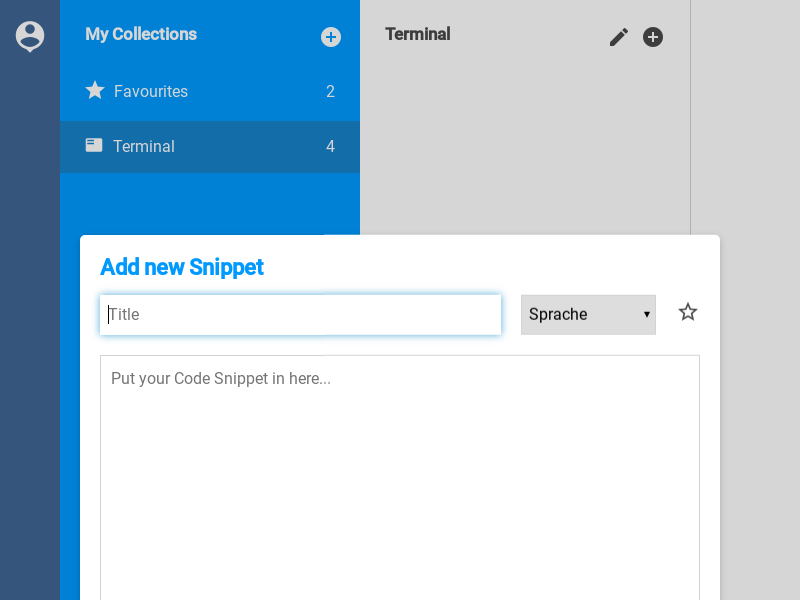 My Collections
Favourites 2
Terminal 4
Terminal
Add new Snippet
Title
Sprache
Put your Code Snippet in here...